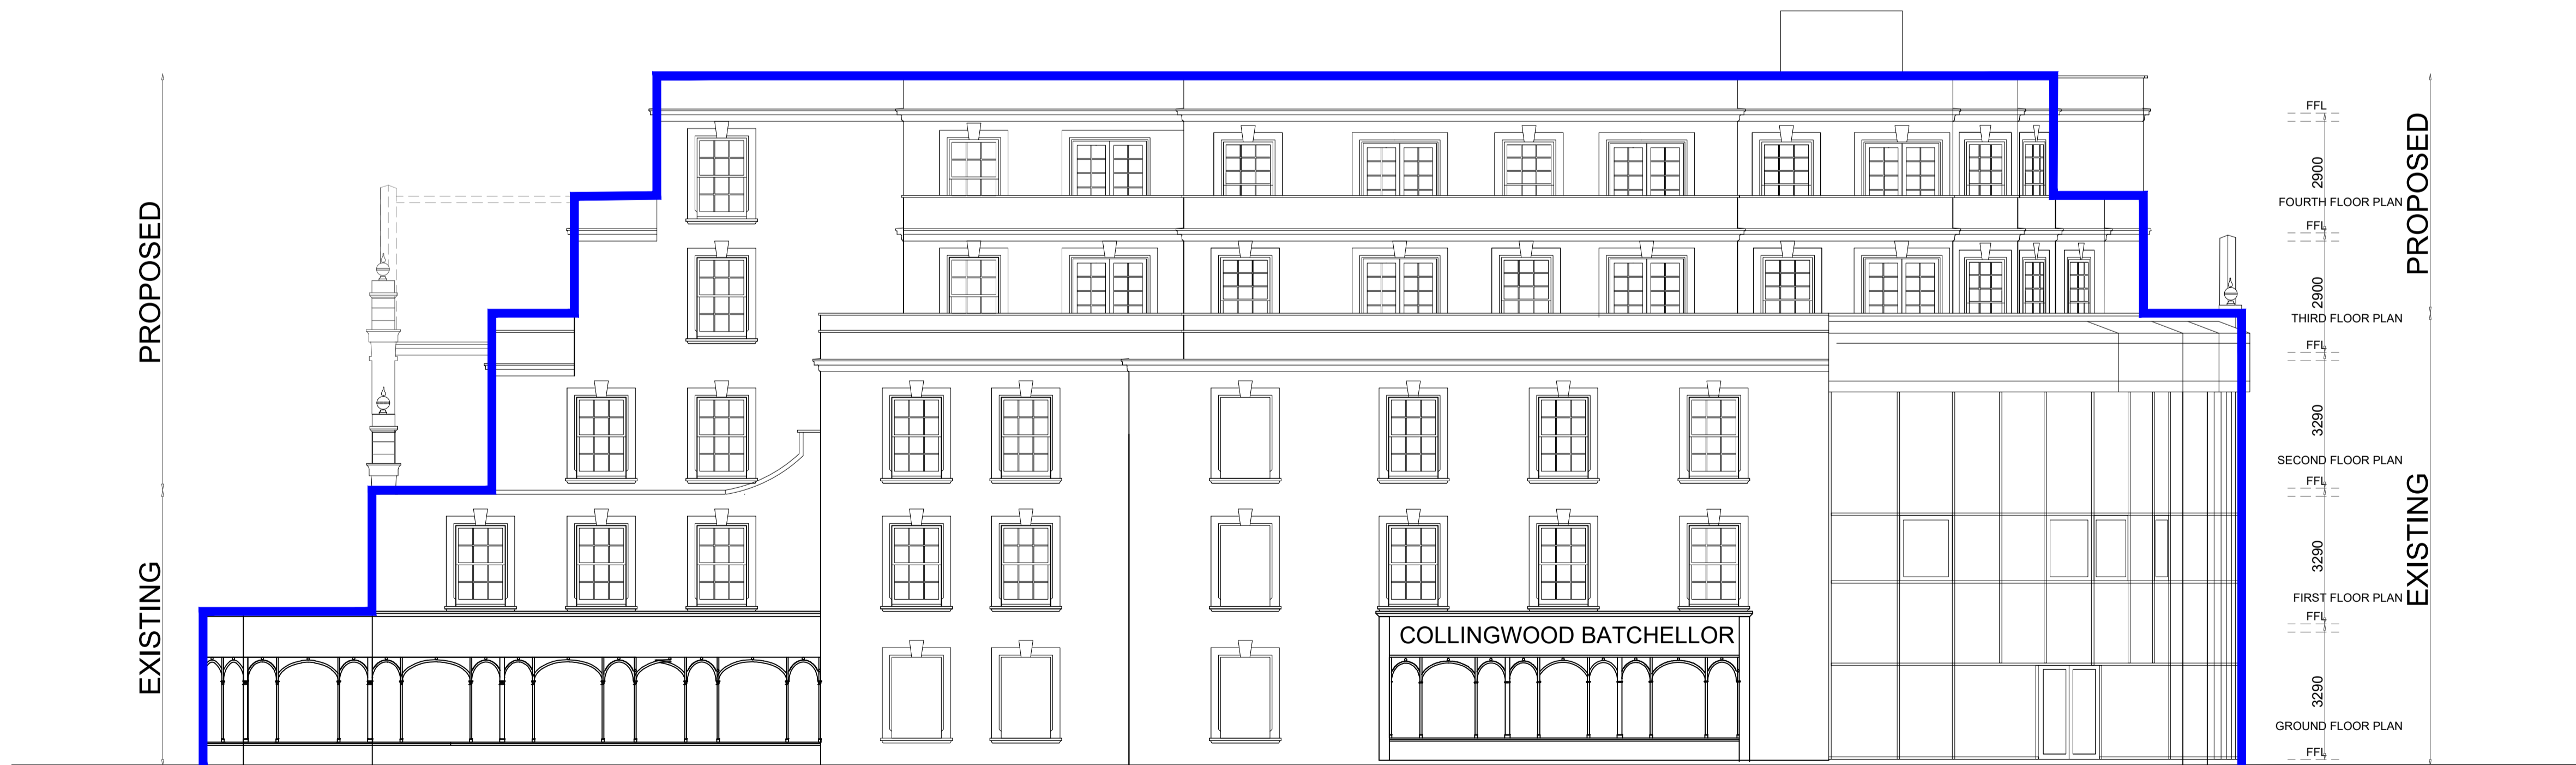 PROPOSED
EXISTING
COLLINGWOOD BATCHELLOR
FFL
2900
FOURTH FLOOR PLAN
FFL
2900
THIRD FLOOR PLAN
FFL
3290
SECOND FLOOR PLAN
FFL
3290
FIRST FLOOR PLAN
FFL
3290
GROUND FLOOR PLAN
FFL
PROPOSED
EXISTING